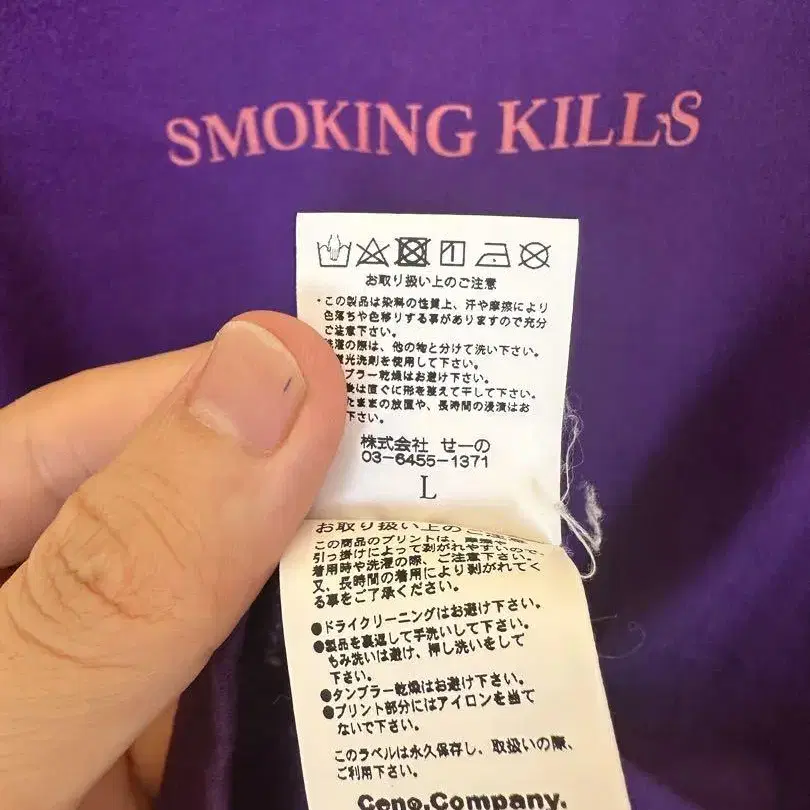 SMOKING KILLS
お取り扱い上のご注意
・この製品は染料の性質上、汗や摩擦により
色落ちや色移りする事がありますので充分
ご注意下さい。
洗濯の際は、他の物と分けて洗い下さい。
光洗剤を使用して下さい。
ブラー乾燥はお避け下さい。
後は直ぐに形を整えて干して下さい。
たままの放置や、長時間の浸漬はお
下さい。
株式会社 せーの
03-6455-1371
L
お取り扱い上のご注意
この商品のプリントは、摩擦や
引っ掛けによって剥がれやすいので、
着用時や洗濯の際、ご注意下さい。
又、長時間の着用により剥がれてく
る事をご了承ください。
●ドライクリーニングはお避け下さい。
●製品を裏返して手洗いして下さい。
もみ洗いは避け、押し洗いをして
下さい。
●タンブラー乾燥はお避け下さい。
●プリント部分にはアイロンを当て
ないで下さい。
このラベルは永久保存し、取扱いの際、
ご利用下さい。
Ceno.Company.